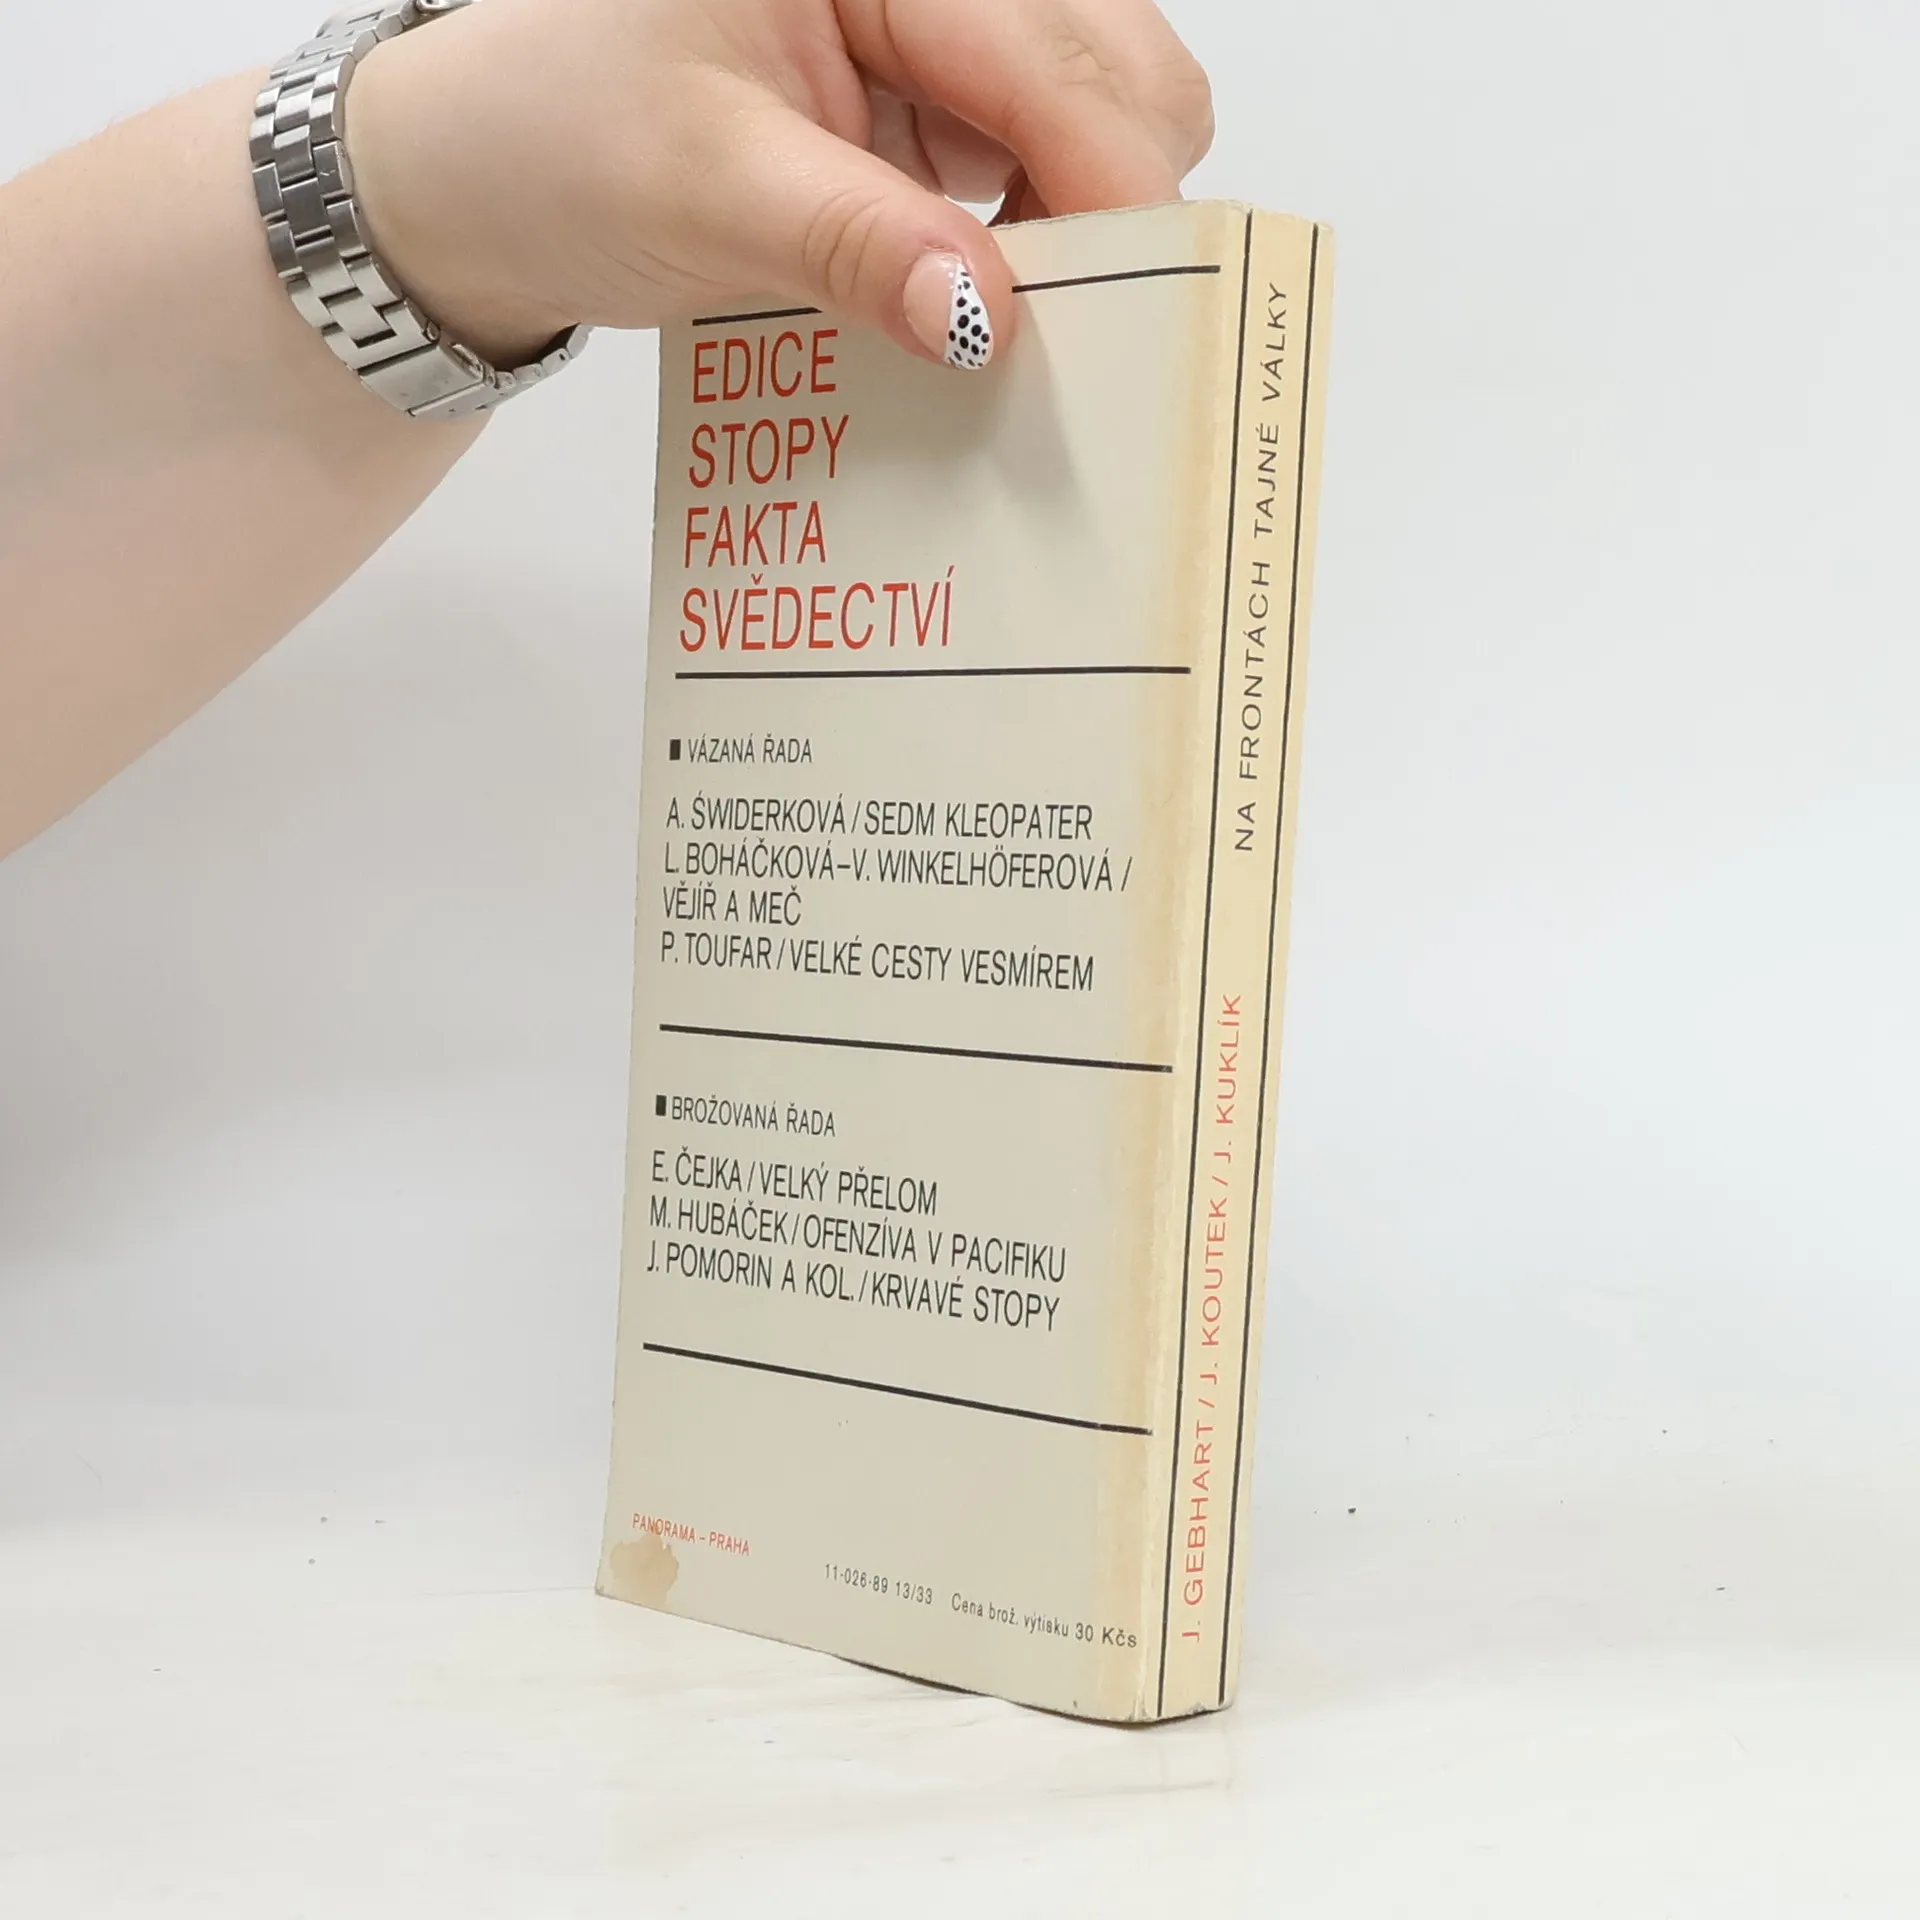 EDICE
STOPY
FAKTA
SVĚDECTVÍ
■ VÁZANÁ ŘADA
A. ŚWIDERKOVÁ / SEDM KLEOPATER
L. BOHÁČKOVÁ–V. WINKELHÖFEROVÁ /
VĚJÍŘ A MEČ
P. TOUFAR / VELKÉ CESTY VESMÍREM
■ BROŽOVANÁ ŘADA
E. ČEJKA / VELKÝ PŘELOM
M. HUBÁČEK / OFENZÍVA V PACIFIKU
J. POMORIN A KOL. / KRVAVÉ STOPY
PANORAMA – PRAHA
11-026-89 13/33 Cena brož. výtisku 30 Kčs
J. GEBHART / J. KOUTEK / J. KUKLÍK NA FRONTÁCH TAJNÉ VÁLKY